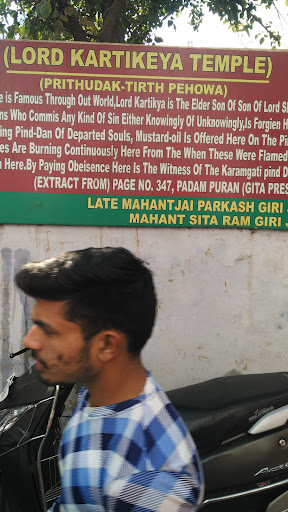 (LORD KARTIKEYA TEMPLE)
(PRITHUDAK-TIRTH PEHOWA)
e is Famous Through Out World,Lord Kartikya is The Elder Son Of Son Of Lord S
ns Who Commis Any Kind Of Sin Either Knowingly Of Unknowingly,Is Forgien H
ing Pind-Dan Of Departed Souls, Mustard-oil Is Offered Here On The Pi
es Are Burning Continuously Here From The When These Were Flamed
n Here.By Paying Obeisence Here Is The Witness Of The Karamgati pind D
(EXTRACT FROM) PAGE NO. 347, PADAM PURAN (GITA PRES
LATE MAHANTJAI PARKASH GIRI
MAHANT SITA RAM GIRI J